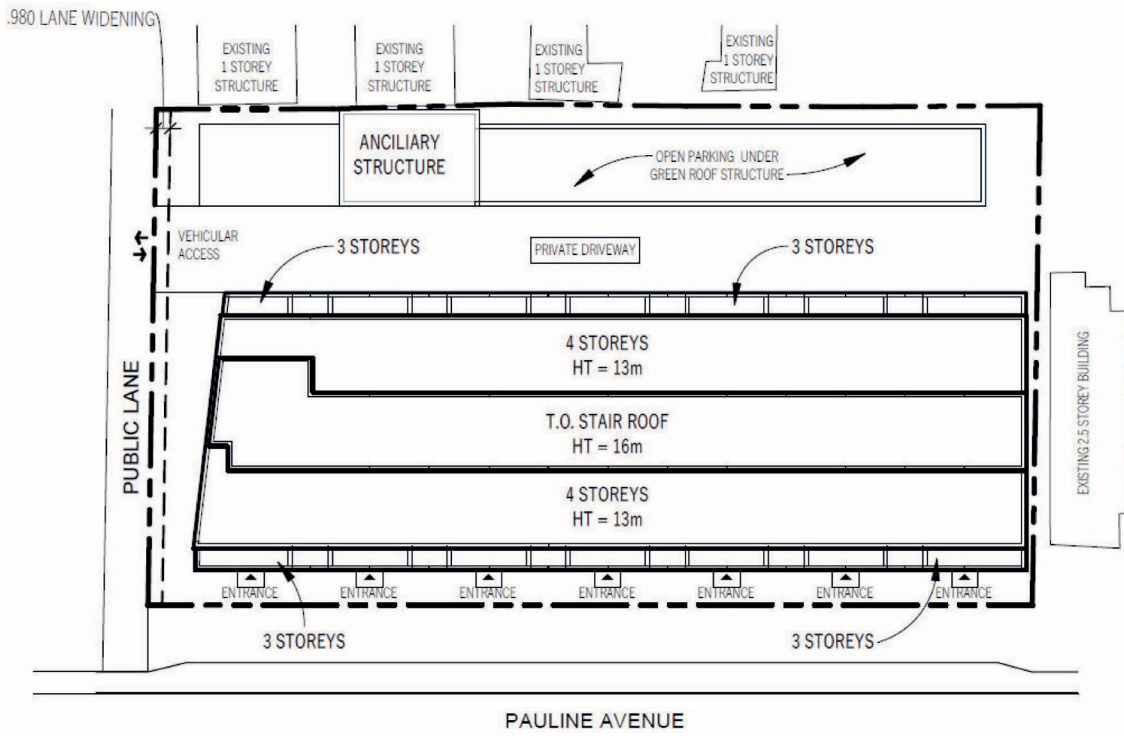 .980 LANE WIDENING
EXISTING
1 STOREY
STRUCTURE
EXISTING
1 STOREY
STRUCTURE
EXISTING
1 STOREY
STRUCTURE
EXISTING
1 STOREY
STRUCTURE
ANCILIARY
STRUCTURE
OPEN PARKING UNDER
GREEN ROOF STRUCTURE
VEHICULAR
ACCESS
3 STOREYS
PRIVATE DRIVEWAY
3 STOREYS
4 STOREYS
HT = 13m
T.O. STAIR ROOF
HT = 16m
4 STOREYS
HT = 13m
PUBLIC LANE
EXISTING 2.5 STOREY BUILDING
ENTRANCE
ENTRANCE
ENTRANCE
ENTRANCE
ENTRANCE
ENTRANCE
ENTRANCE
3 STOREYS
3 STOREYS
PAULINE AVENUE